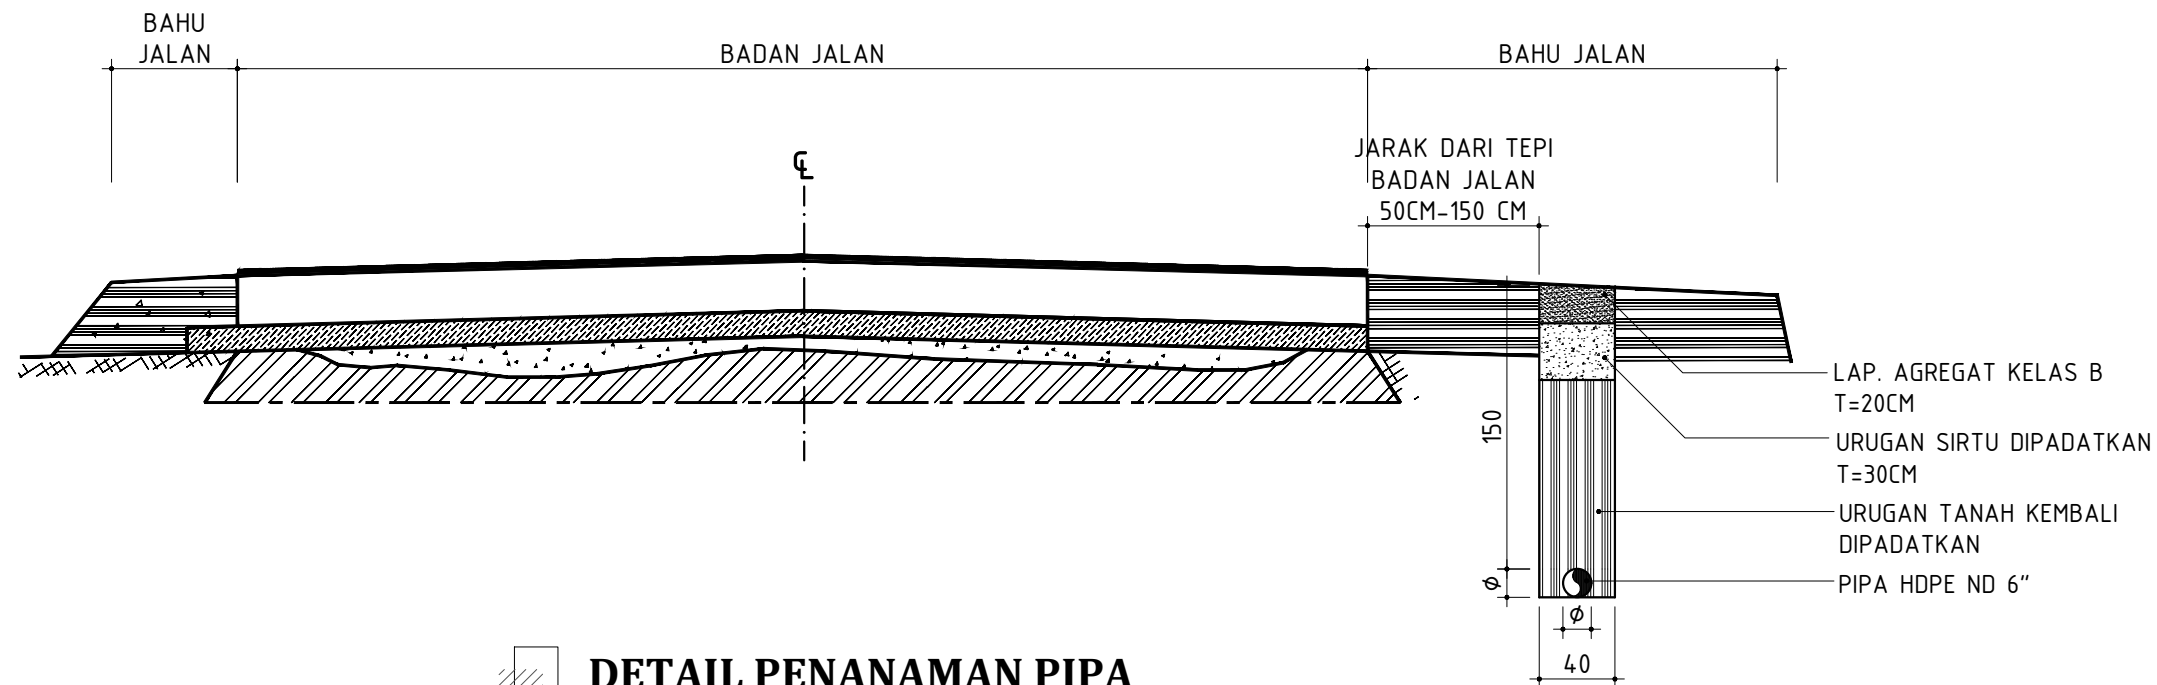 BAHU
JALAN
BADAN JALAN
BAHU JALAN
JARAK DARI TEPI
BADAN JALAN
50CM-150 CM
℄
LAP. AGREGAT KELAS B
T=20CM
URUGAN SIRTU DIPADATKAN
T=30CM
150
URUGAN TANAH KEMBALI
DIPADATKAN
PIPA HDPE ND 6"
Ø
Ø
40
DETAIL PENANAMAN PIPA